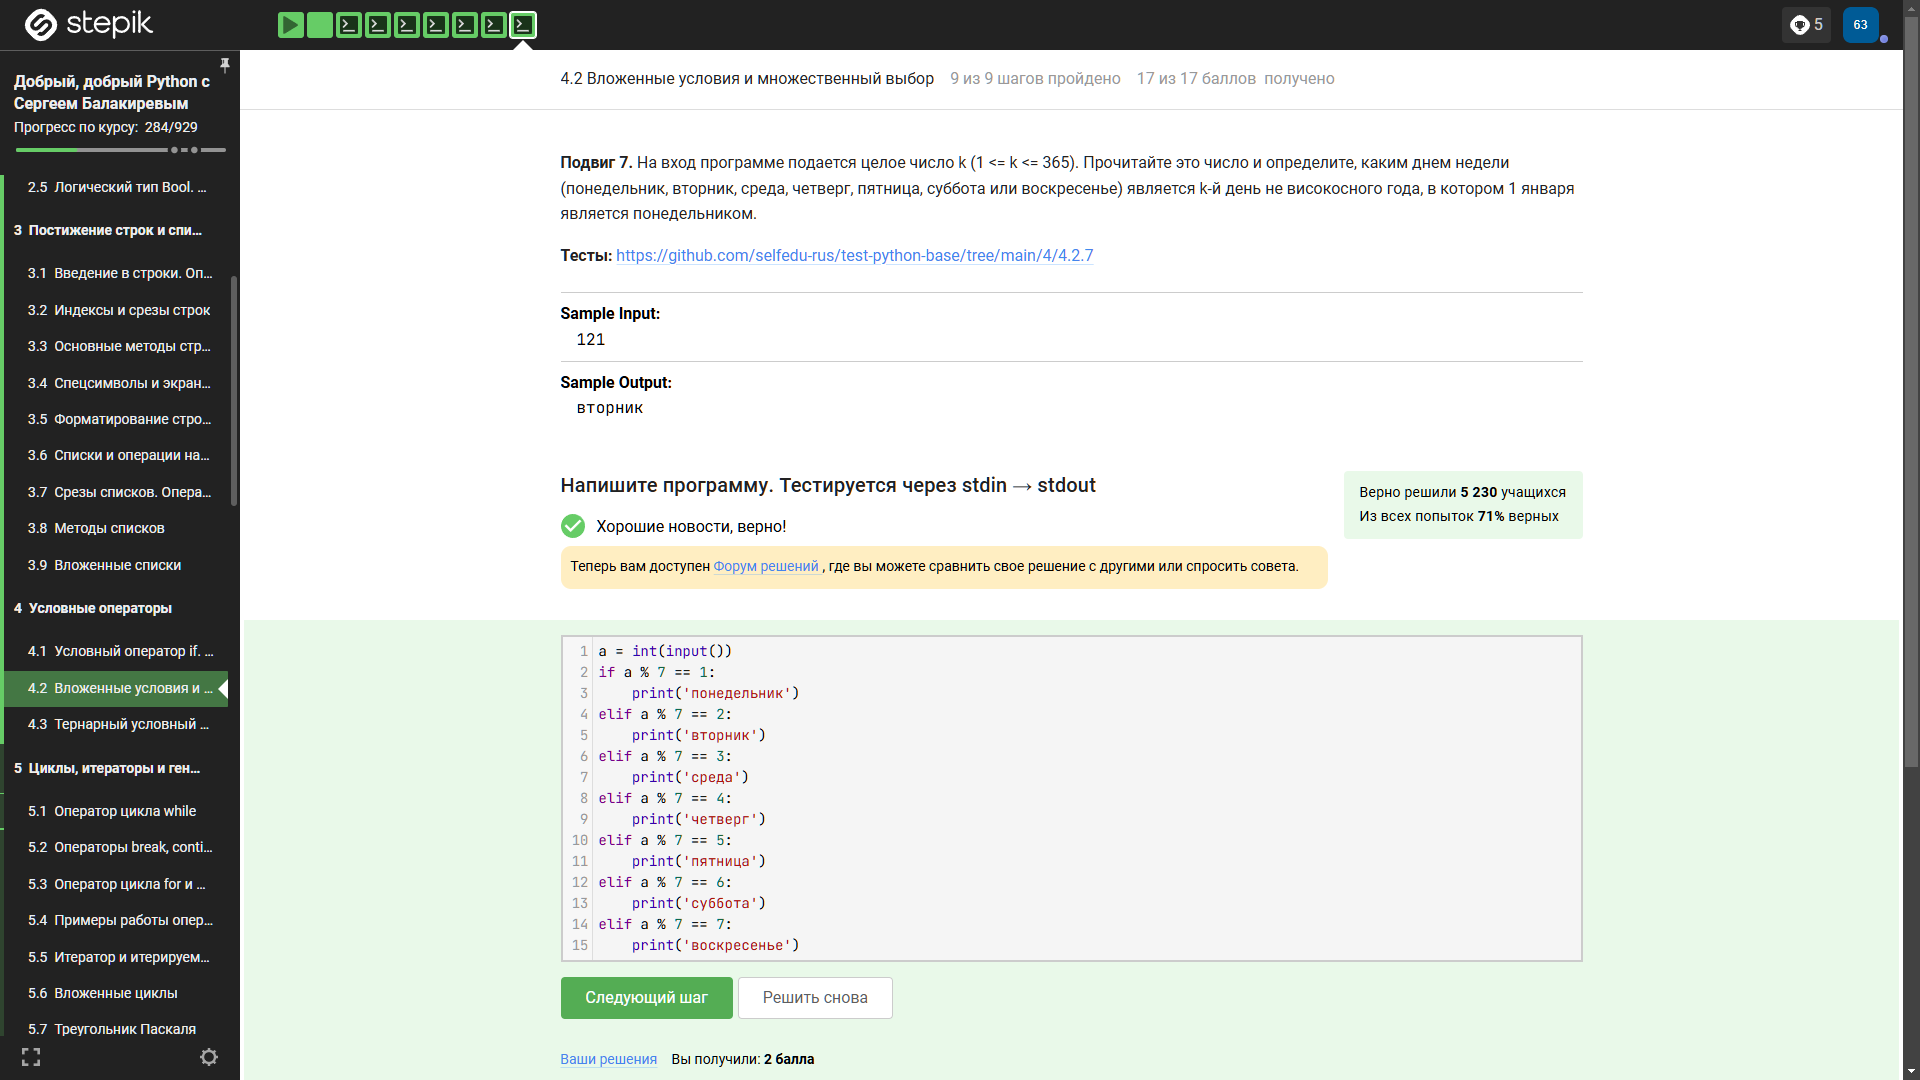 stepik
5
63
Добрый, добрый Python с
Сергеем Балакиревым
Прогресс по курсу: 284/929
2.5 Логический тип Bool. ...
3 Постижение строк и спи...
3.1 Введение в строки. Оп...
3.2 Индексы и срезы строк
3.3 Основные методы стр...
3.4 Спецсимволы и экран...
3.5 Форматирование стро...
3.6 Списки и операции на...
3.7 Срезы списков. Опера...
3.8 Методы списков
3.9 Вложенные списки
4 Условные операторы
4.1 Условный оператор if. ...
4.2 Вложенные условия и ...
4.3 Тернарный условный ...
5 Циклы, итераторы и ген...
5.1 Оператор цикла while
5.2 Операторы break, conti...
5.3 Оператор цикла for и ...
5.4 Примеры работы опер...
5.5 Итератор и итерируем...
5.6 Вложенные циклы
5.7 Треугольник Паскаля
4.2 Вложенные условия и множественный выбор 9 из 9 шагов пройдено 17 из 17 баллов получено
Подвиг 7. На вход программе подается целое число k (1 <= k <= 365). Прочитайте это число и определите, каким днем недели
(понедельник, вторник, среда, четверг, пятница, суббота или воскресенье) является k-й день не високосного года, в котором 1 января
является понедельником.
Тесты: https://github.com/selfedu-rus/test-python-base/tree/main/4/4.2.7
Sample Input:
121
Sample Output:
вторник
Напишите программу. Тестируется через stdin → stdout
Верно решили 5 230 учащихся
Из всех попыток 71% верных
Хорошие новости, верно!
Теперь вам доступен Форум решений , где вы можете сравнить свое решение с другими или спросить совета.
1 a = int(input())
2 if a % 7 == 1:
3     print('понедельник')
4 elif a % 7 == 2:
5     print('вторник')
6 elif a % 7 == 3:
7     print('среда')
8 elif a % 7 == 4:
9     print('четверг')
10 elif a % 7 == 5:
11     print('пятница')
12 elif a % 7 == 6:
13     print('суббота')
14 elif a % 7 == 7:
15     print('воскресенье')
Следующий шаг Решить снова
Ваши решения Вы получили: 2 балла